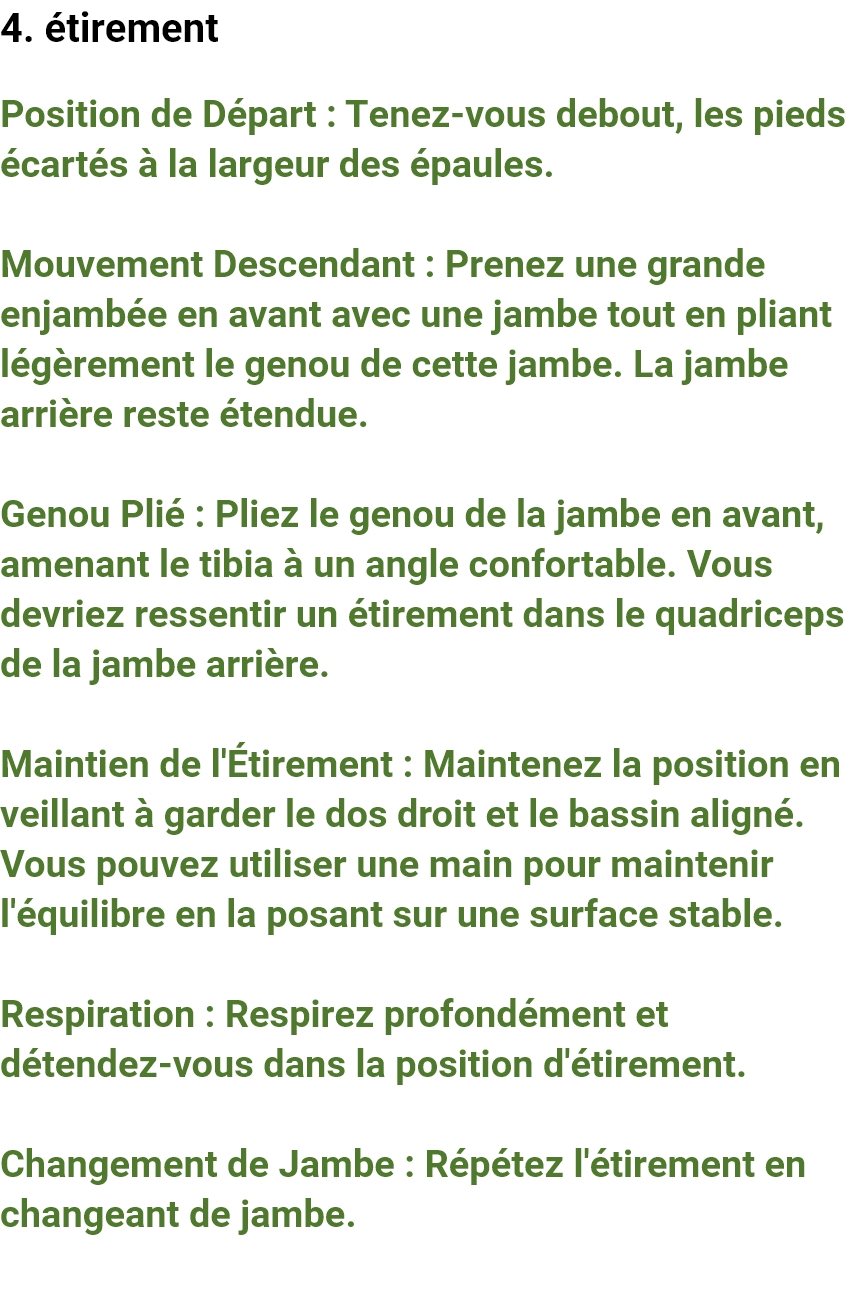 4. étirement
Position de Départ : Tenez-vous debout, les pieds
écartés à la largeur des épaules.
Mouvement Descendant : Prenez une grande
enjambée en avant avec une jambe tout en pliant
légèrement le genou de cette jambe. La jambe
arrière reste étendue.
Genou Plié : Pliez le genou de la jambe en avant,
amenant le tibia à un angle confortable. Vous
devriez ressentir un étirement dans le quadriceps
de la jambe arrière.
Maintien de l'Étirement : Maintenez la position en
veillant à garder le dos droit et le bassin aligné.
Vous pouvez utiliser une main pour maintenir
l'équilibre en la posant sur une surface stable.
Respiration : Respirez profondément et
détendez-vous dans la position d'étirement.
Changement de Jambe : Répétez l'étirement en
changeant de jambe.